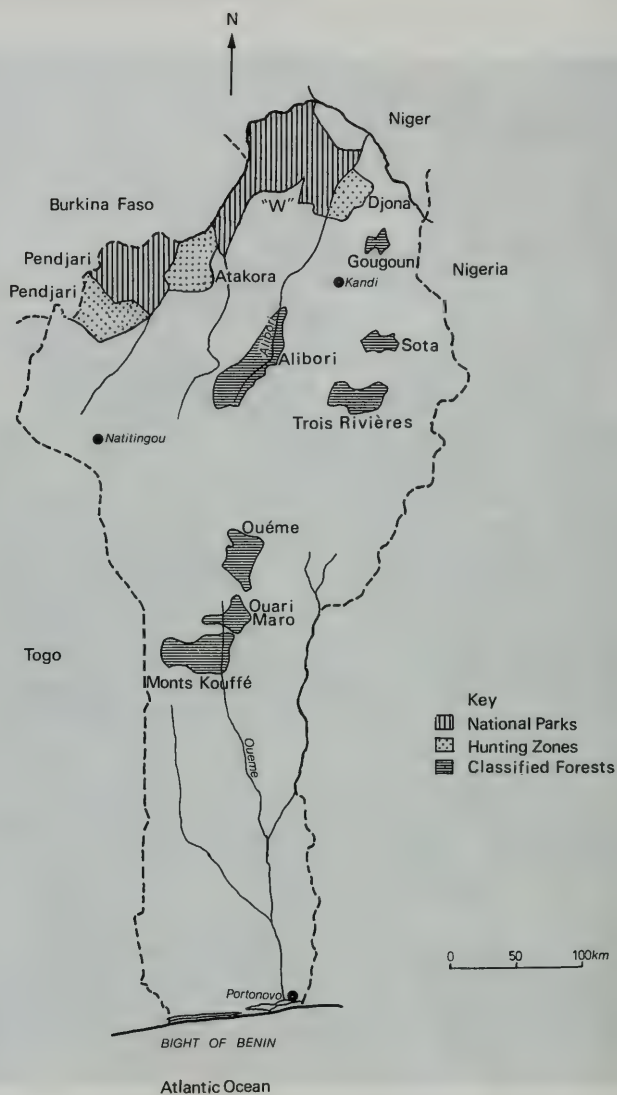 N
Niger
Burkina Faso
"W"
Djona
Pendjari
Gougoun
Nigeria
Pendjari
Atakora
Kandi
Alibori
Alibori
Sota
Trois Rivières
Natitingou
Ouéme
Ouari
Maro
Togo
Monts Kouffé
Key
National Parks
Hunting Zones
Classified Forests
Oueme
0 50 100km
Portonovo
BIGHT OF BENIN
Atlantic Ocean